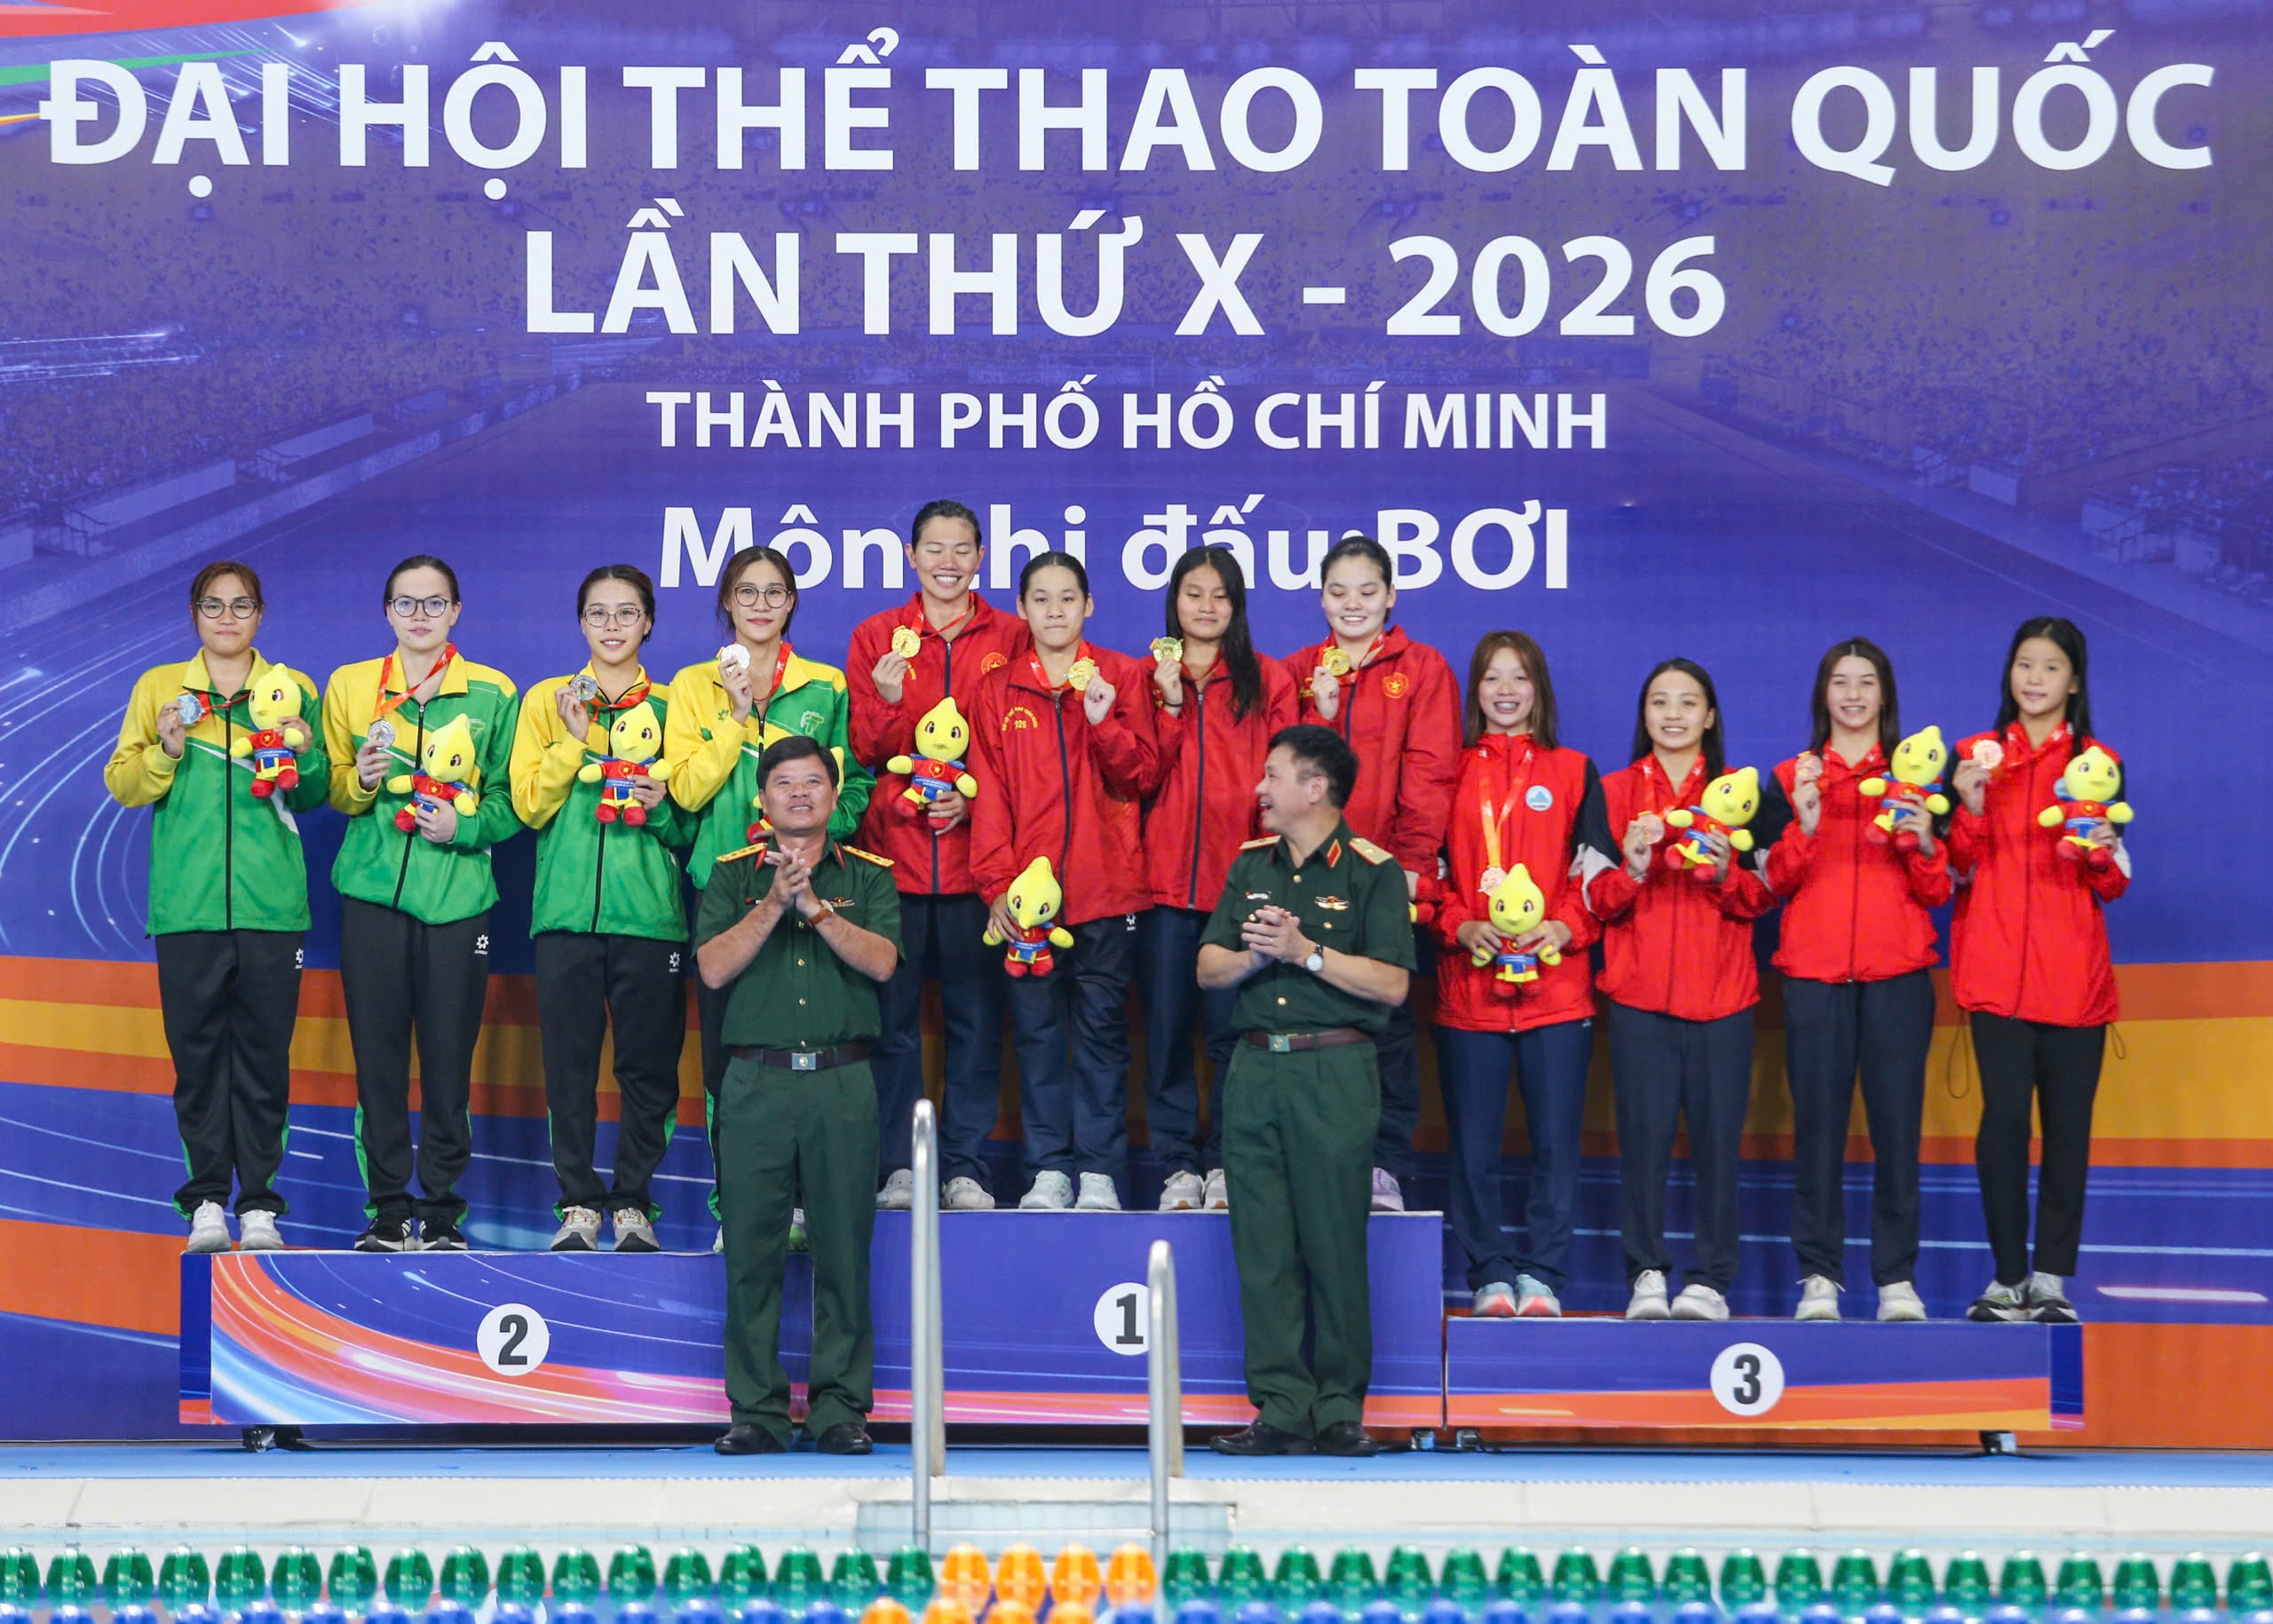 ĐẠI HỘI THỂ THAO TOÀN QUỐC
LẦN THỨ X - 2026
THÀNH PHỐ HỒ CHÍ MINH
Môn thi đấu: BƠI
2
1
3